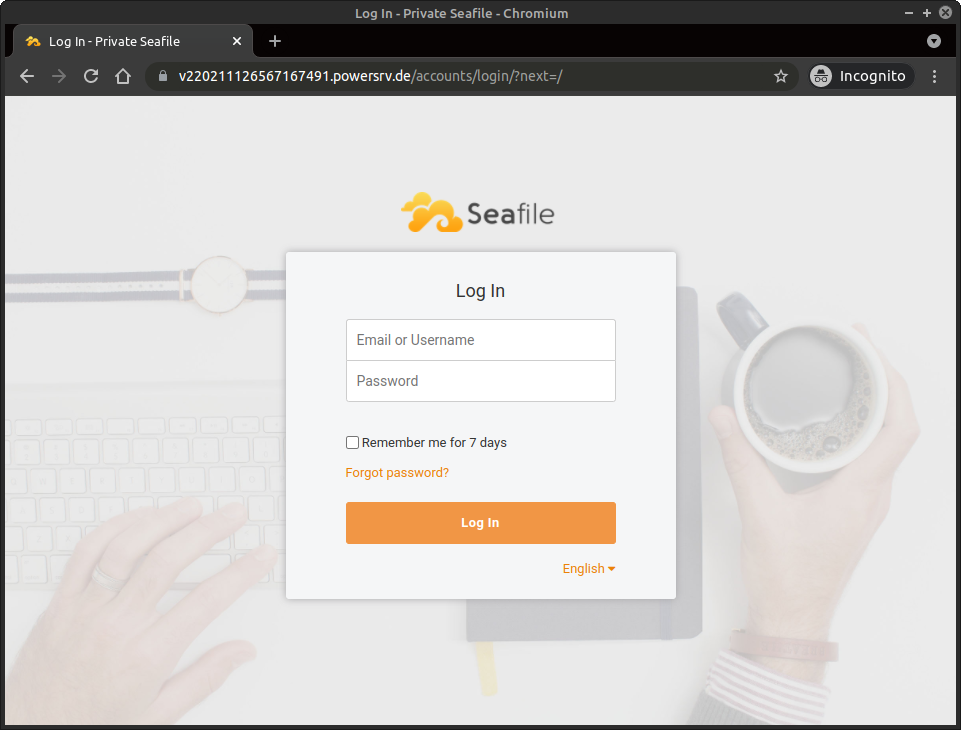 Log In - Private Seafile - Chromium
Log In - Private Seafile
v220211126567167491.powersrv.de/accounts/login/?next=/
Incognito
Seafile
Log In
Email or Username
Password
Remember me for 7 days
Forgot password?
Log In
English